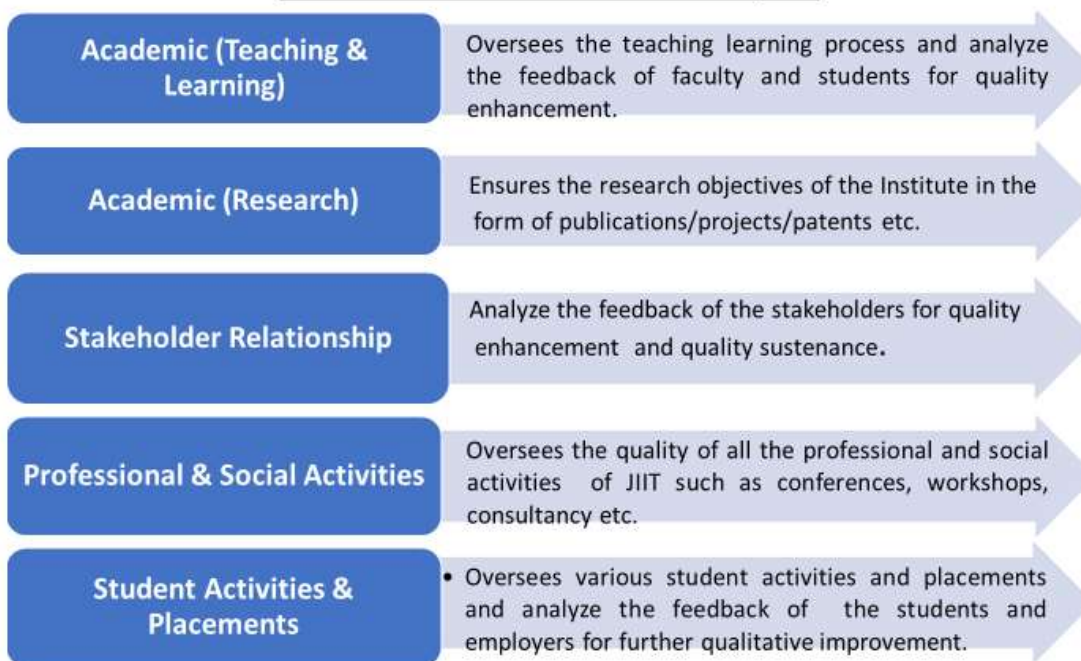 Academic (Teaching &
Learning)
Oversees the teaching learning process and analyze
the feedback of faculty and students for quality
enhancement.
Academic (Research)
Ensures the research objectives of the Institute in the
form of publications/projects/patents etc.
Stakeholder Relationship
Analyze the feedback of the stakeholders for quality
enhancement and quality sustenance.
Professional & Social Activities
Oversees the quality of all the professional and social
activities of JIIT such as conferences, workshops,
consultancy etc.
Student Activities &
Placements
• Oversees various student activities and placements
and analyze the feedback of the students and
employers for further qualitative improvement.